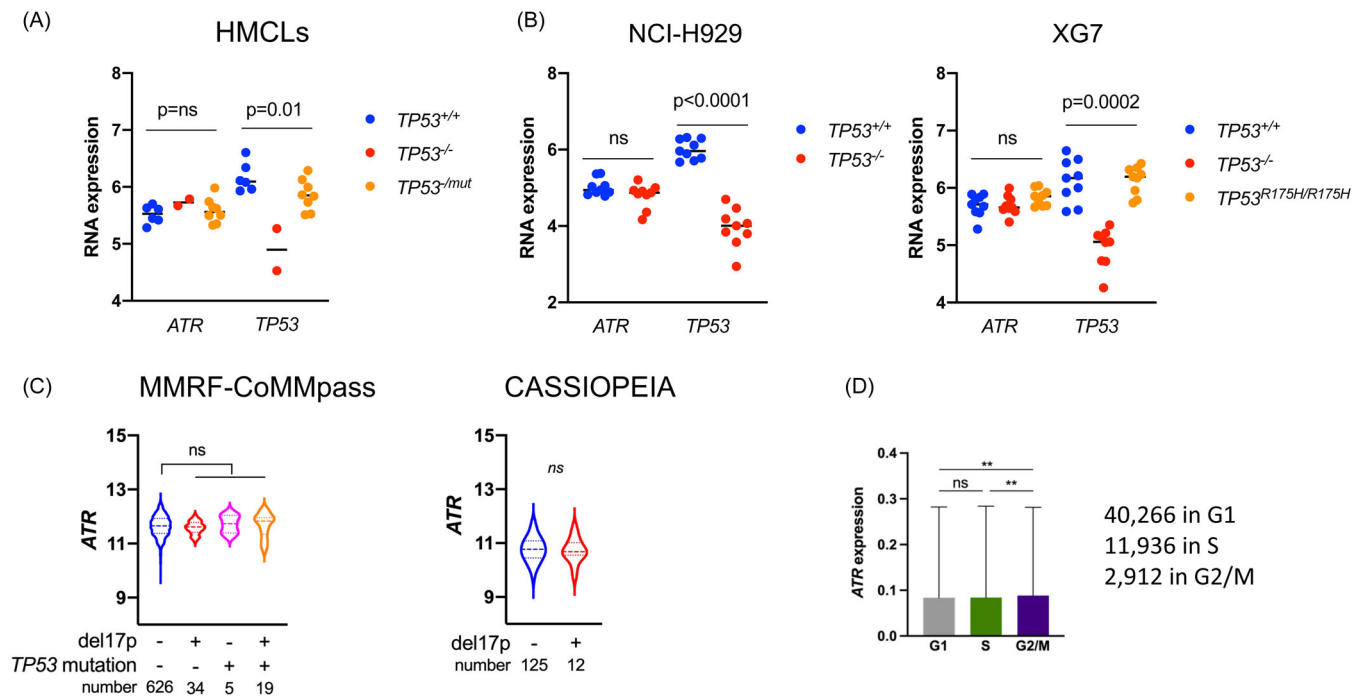 (A)
HMCLs
RNA expression
8
7
6
5
4
p=ns
p=0.01
TP53+/+
TP53-/-
TP53-/mut
ATR
TP53
(B)
NCI-H929
RNA expression
8
6
4
2
ns
p<0.0001
TP53+/+
TP53-/-
ATR
TP53
XG7
RNA expression
8
7
6
5
4
ns
p=0.0002
TP53+/+
TP53-/-
TP53R175H/R175H
ATR
TP53
(C)
MMRF-CoMMpass
ATR
15
13
11
9
ns
del17p - + - +
TP53 mutation - - + +
number 626 34 5 19
CASSIOPEIA
ATR
15
13
11
9
ns
del17p - +
number 125 12
(D)
ATR expression
0.4
0.3
0.2
0.1
0.0
**
ns
**
G1 S G2/M
40,266 in G1
11,936 in S
2,912 in G2/M